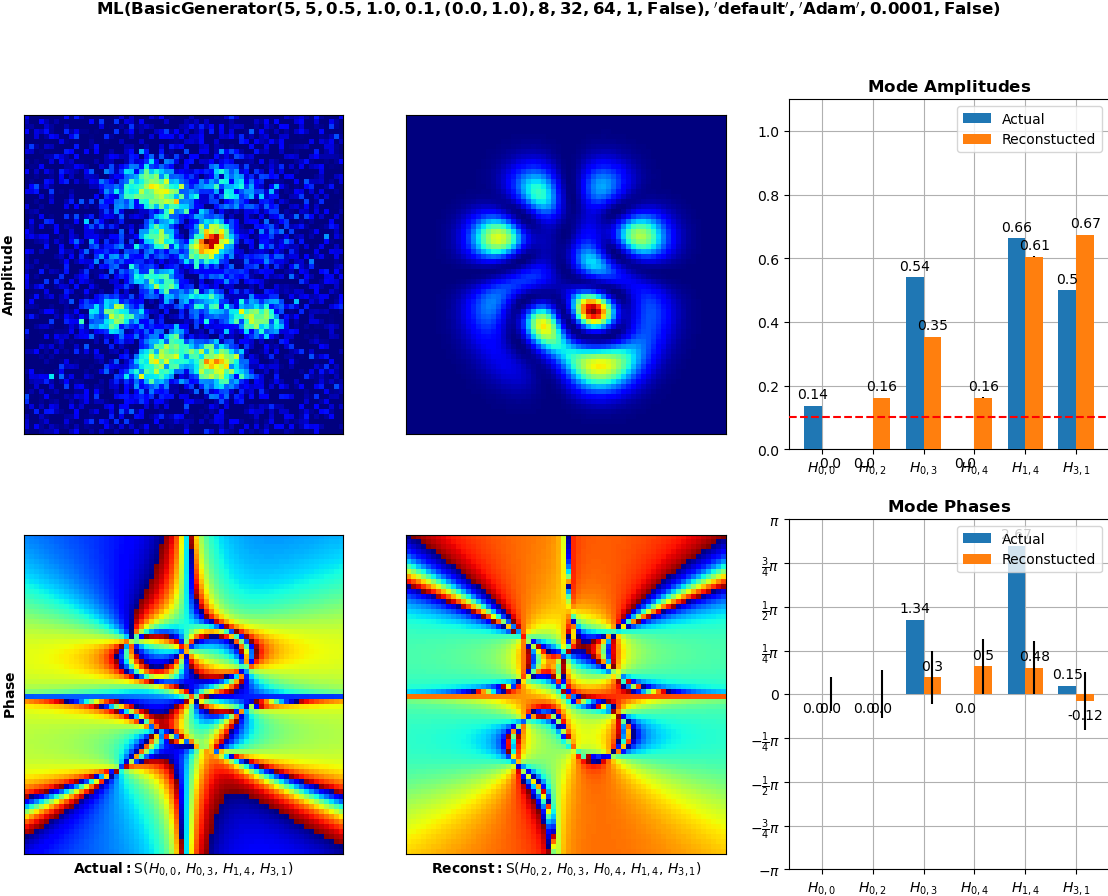 ML(BasicGenerator(5, 5, 0.5, 1.0, 0.1, (0.0, 1.0), 8, 32, 64, 1, False), ′default′, ′Adam′, 0.0001, False)
Mode Amplitudes
Actual
Reconstucted
1.0
0.8
0.6
0.4
0.2
0.0
0.14
0.0
0.0
0.16
0.54
0.35
0.0
0.16
0.66
0.61
0.5
0.67
H0,0
H0,2
H0,3
H0,4
H1,4
H3,1
Amplitude
Mode Phases
Actual
Reconstucted
π
3/4π
1/2π
1/4π
0
−1/4π
−1/2π
−3/4π
−π
0.0
0.0
0.0
0.0
1.34
0.3
0.0
0.5
2.67
0.48
0.15
-0.12
H0,0
H0,2
H0,3
H0,4
H1,4
H3,1
Phase
Actual: S(H0,0, H0,3, H1,4, H3,1)
Reconst: S(H0,2, H0,3, H0,4, H1,4, H3,1)